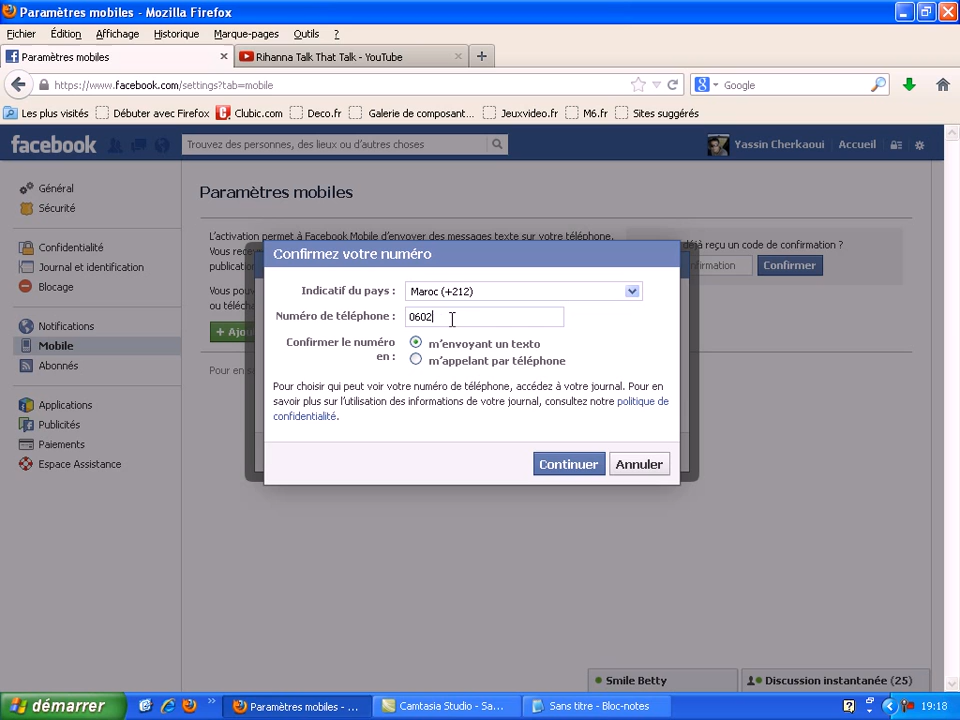 Paramètres mobiles - Mozilla Firefox
Fichier Édition Affichage Historique Marque-pages Outils ?
Paramètres mobiles × Rihanna Talk That Talk - YouTube × +
https://www.facebook.com/settings?tab=mobile Google
Les plus visités Débuter avec Firefox Clubic.com Deco.fr Galerie de composant... Jeuxvideo.fr M6.fr Sites suggérés
facebook Trouvez des personnes, des lieux ou d'autres choses Yassin Cherkaoui Accueil
Général
Sécurité
Confidentialité
Journal et identification
Blocage
Notifications
Mobile
Abonnés
Applications
Publicités
Paiements
Espace Assistance
Paramètres mobiles
L'activation permet à Facebook Mobile d'envoyer des messages texte sur votre téléphone.
Vous rece
publicatio
Vous pouv
ou télécha
+ Ajou
Pour en s
déjà reçu un code de confirmation ?
firmation Confirmer
Confirmez votre numéro
Indicatif du pays : Maroc (+212)
Numéro de téléphone : 0602
Confirmer le numéro en :
m'envoyant un texto
m'appelant par téléphone
Pour choisir qui peut voir votre numéro de téléphone, accédez à votre journal. Pour en
savoir plus sur l'utilisation des informations de votre journal, consultez notre politique de
confidentialité.
Continuer Annuler
Smile Betty Discussion instantanée (25)
démarrer » Paramètres mobiles - ... Camtasia Studio - Sa... Sans titre - Bloc-notes ? 19:18